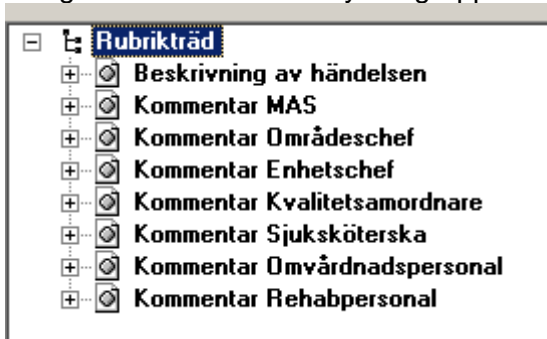 Rubrikträd
Beskrivning av händelsen
Kommentar MAS
Kommentar Områdeschef
Kommentar Enhetschef
Kommentar Kvalitetsamordnare
Kommentar Sjuksköterska
Kommentar Omvårdnadspersonal
Kommentar Rehabpersonal